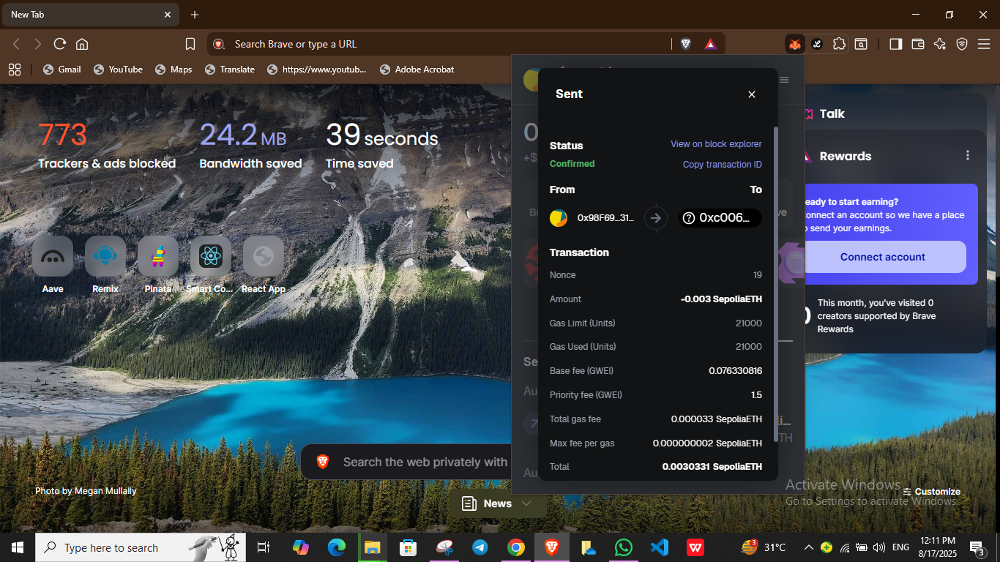 New Tab
Search Brave or type a URL
Gmail
YouTube
Maps
Translate
https://www.youtub...
Adobe Acrobat
773
Trackers & ads blocked
24.2 MB
Bandwidth saved
39 seconds
Time saved
Aave
Remix
Pinata
Smart Co...
React App
Sent
Status
View on block explorer
Confirmed
Copy transaction ID
From
To
0x98F69...31...
0xc006...
Transaction
Nonce
19
Amount
-0.003 SepoliaETH
Gas Limit (Units)
21000
Gas Used (Units)
21000
Base fee (GWEI)
0.076330816
Priority fee (GWEI)
1.5
Total gas fee
0.000033 SepoliaETH
Max fee per gas
0.000000002 SepoliaETH
Total
0.0030331 SepoliaETH
0
+$
Se
Au
Au
ve
TH
Talk
Rewards
eady to start earning?
onnect an account so we have a place
o send your earnings.
Connect account
This month, you've visited 0
creators supported by Brave
Rewards
Search the web privately with
Photo by Megan Mullally
News
Customize
Activate Windows
Go to Settings to activate Windows.
Type here to search
3
31°C
ENG
12:11 PM
8/17/2025
3